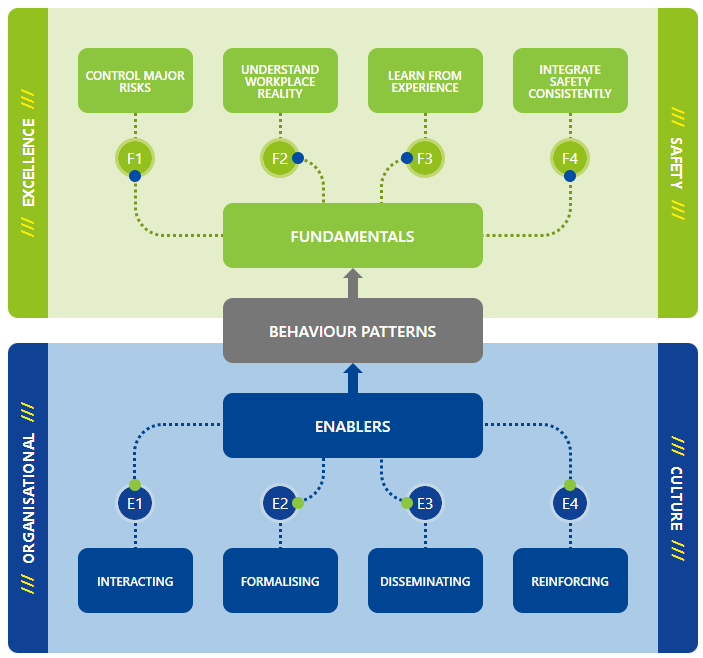 EXCELLENCE
SAFETY
CONTROL MAJOR
RISKS
UNDERSTAND
WORKPLACE
REALITY
LEARN FROM
EXPERIENCE
INTEGRATE
SAFETY
CONSISTENTLY
F1
F2
F3
F4
FUNDAMENTALS
BEHAVIOUR PATTERNS
ORGANISATIONAL
CULTURE
ENABLERS
E1
E2
E3
E4
INTERACTING
FORMALISING
DISSEMINATING
REINFORCING